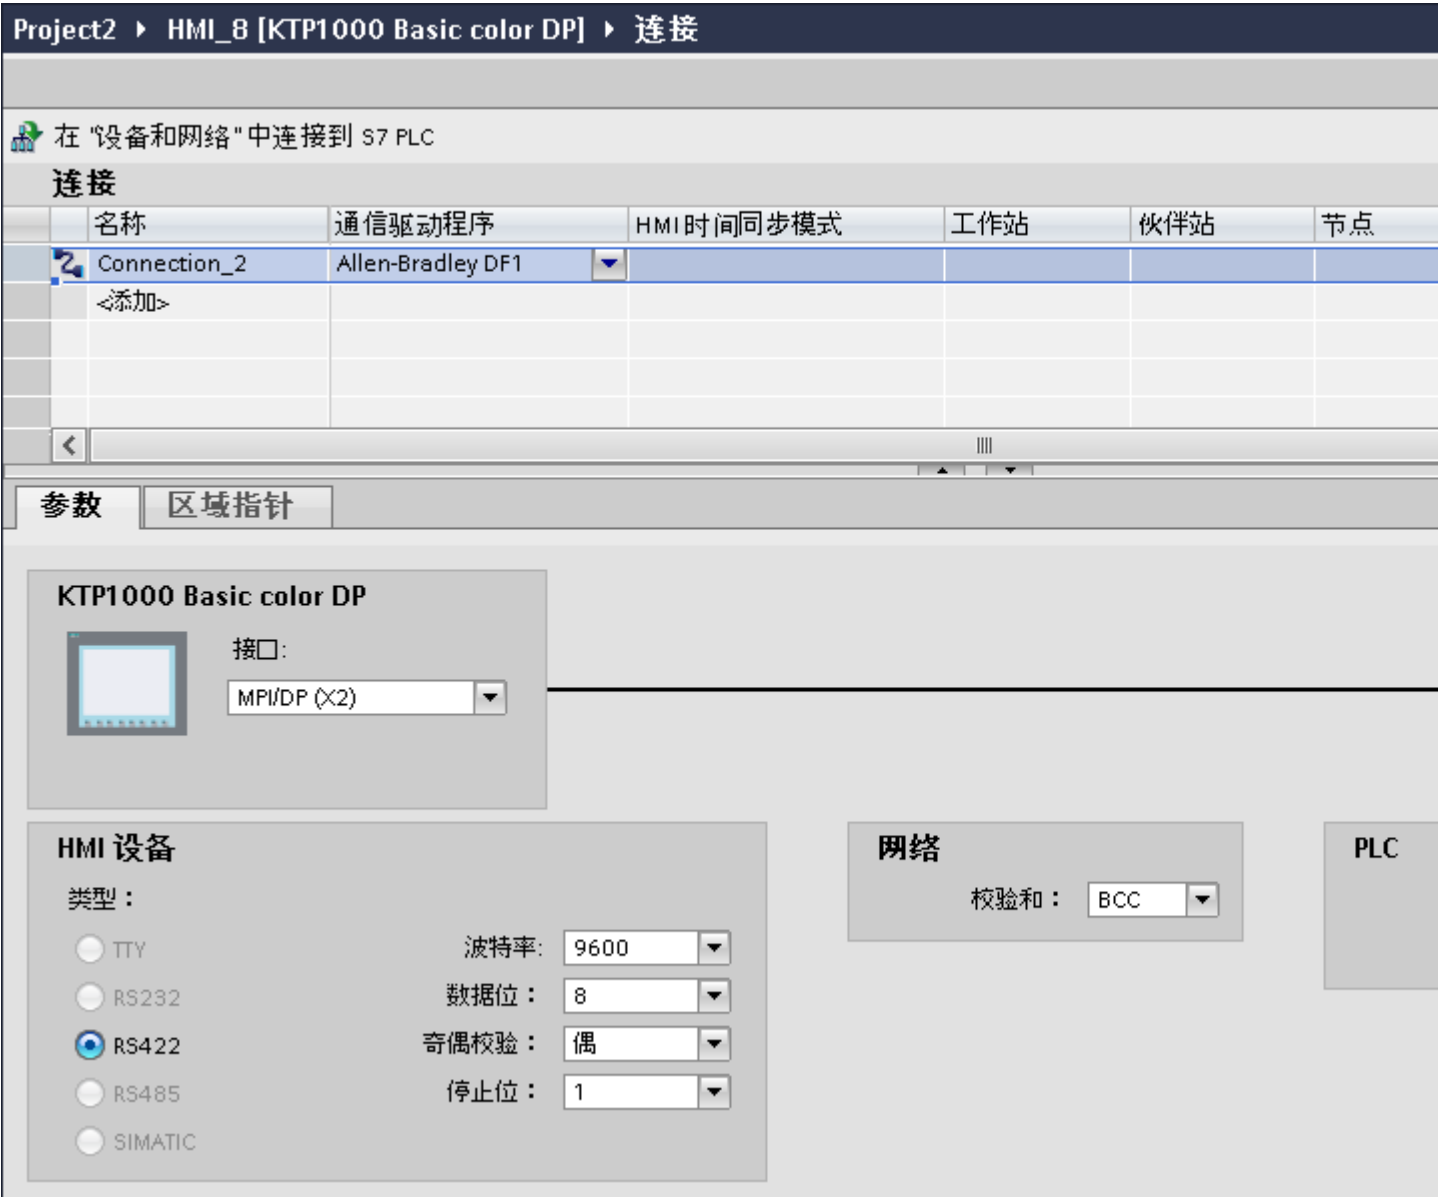 Project2 ▸ HMI_8 [KTP1000 Basic color DP] ▸ 连接
在 "设备和网络" 中连接到 S7 PLC
连接
名称 通信驱动程序 HMI时间同步模式 工作站 伙伴站 节点
Connection_2 Allen-Bradley DF1
<添加>
参数 区域指针
KTP1000 Basic color DP
接口:
MPI/DP (X2)
HMI 设备 网络 PLC
类型： 校验和： BCC
TTY 波特率: 9600
RS232 数据位： 8
RS422 奇偶校验： 偶
RS485 停止位： 1
SIMATIC